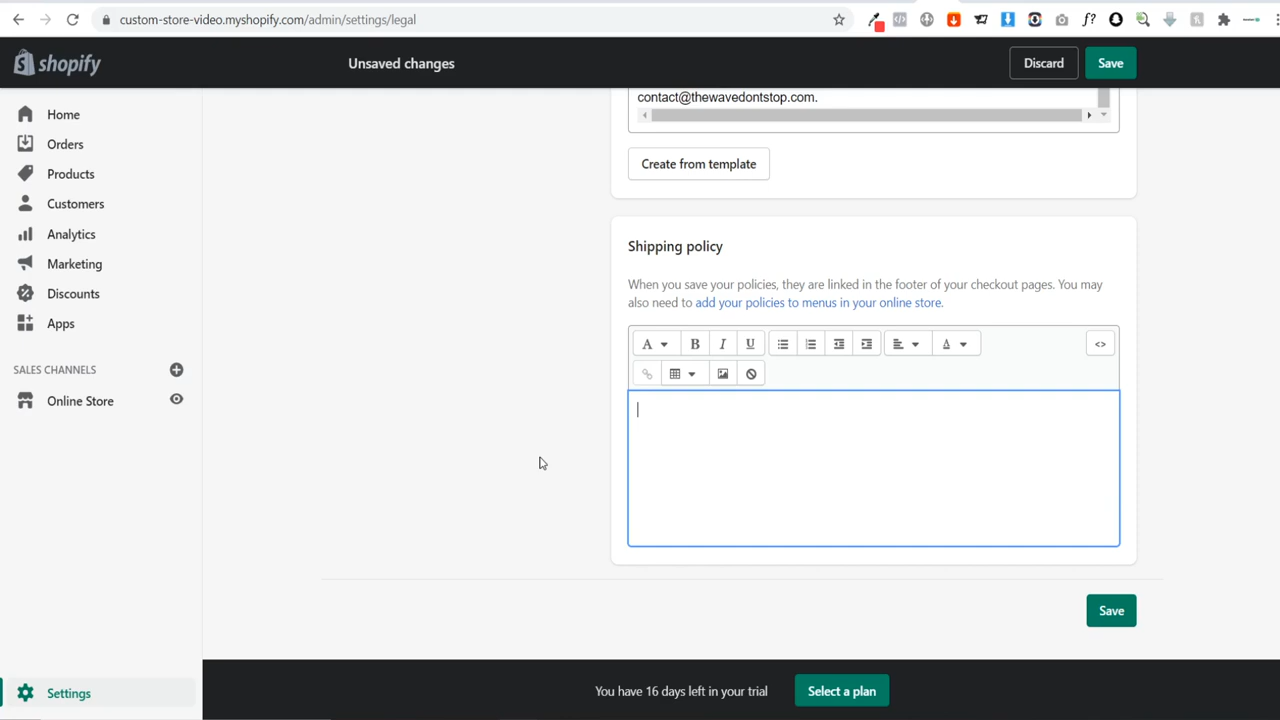 custom-store-video.myshopify.com/admin/settings/legal
shopify
Unsaved changes
Discard
Save
Home
Orders
Products
Customers
Analytics
Marketing
Discounts
Apps
SALES CHANNELS
Online Store
Settings
contact@thewavedontstop.com.
Create from template
Shipping policy
When you save your policies, they are linked in the footer of your checkout pages. You may
also need to add your policies to menus in your online store.
A B I U A <>
Save
You have 16 days left in your trial
Select a plan